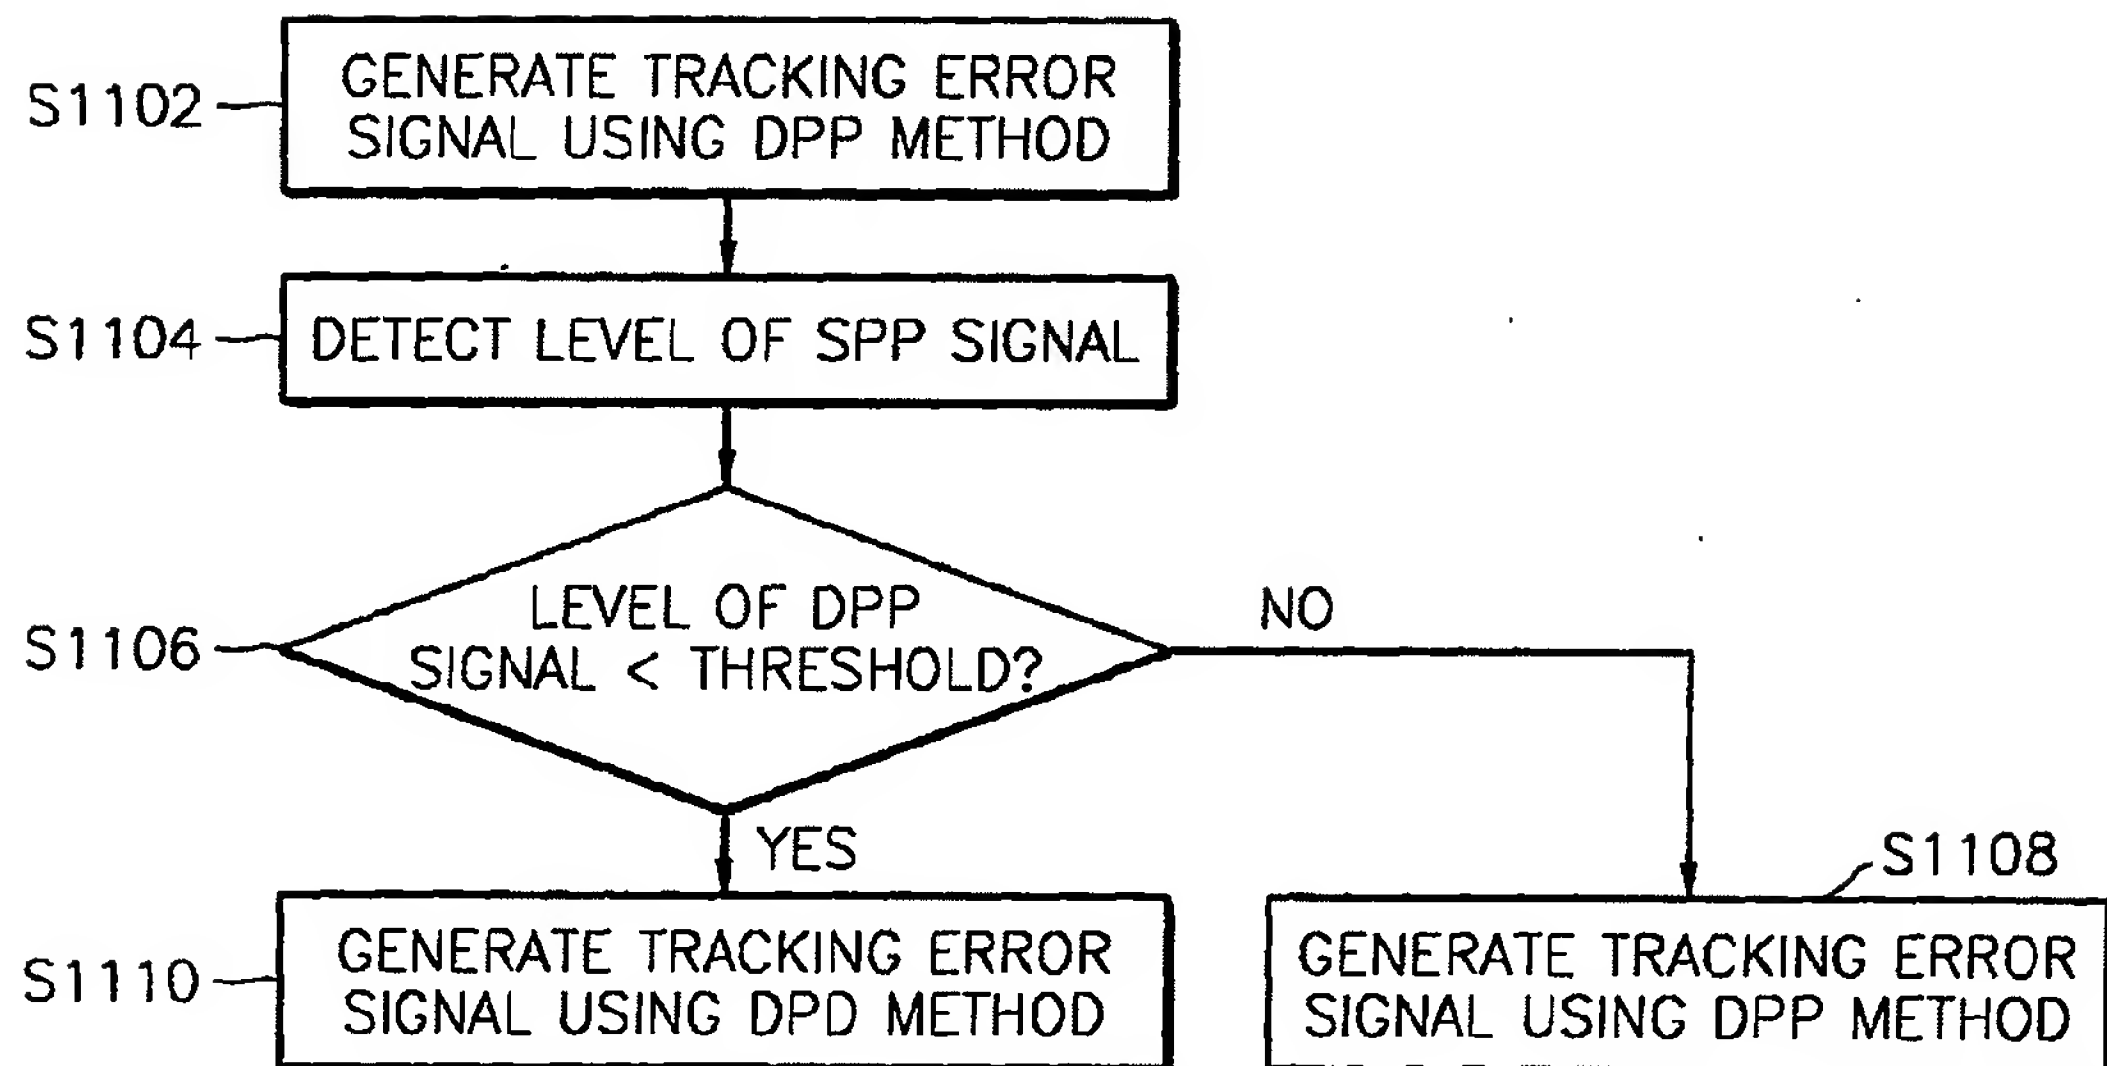 S1102
GENERATE TRACKING ERROR
SIGNAL USING DPP METHOD
S1104
DETECT LEVEL OF SPP SIGNAL
S1106
LEVEL OF DPP
SIGNAL < THRESHOLD?
NO
YES
S1108
S1110
GENERATE TRACKING ERROR
SIGNAL USING DPD METHOD
GENERATE TRACKING ERROR
SIGNAL USING DPP METHOD